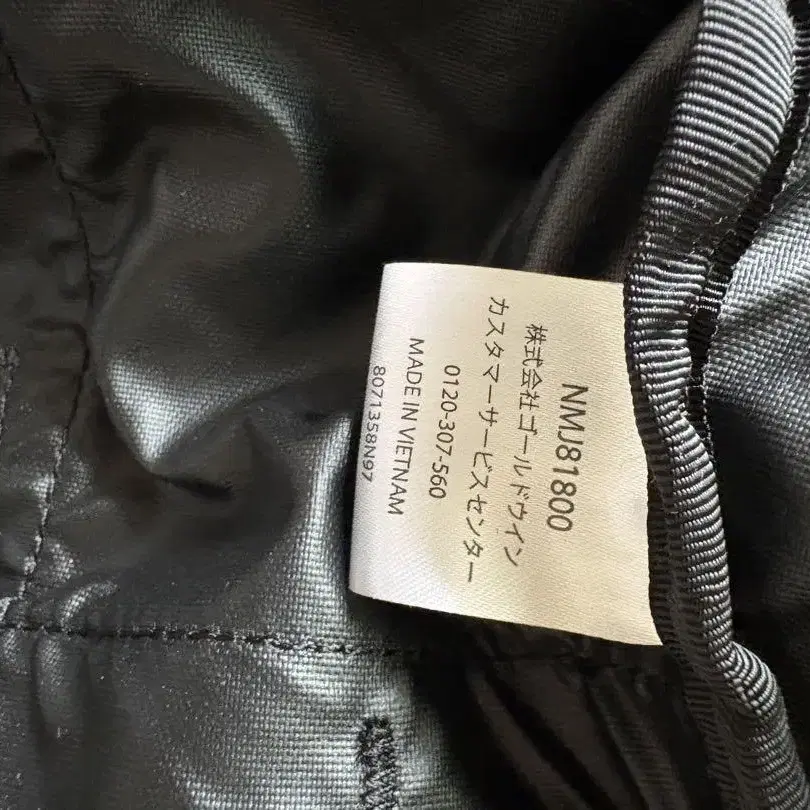 NMJ81800
株式会社ゴールドウイン
カスタマーサービスセンター
0120-307-560
MADE IN VIETNAM
8071358N97